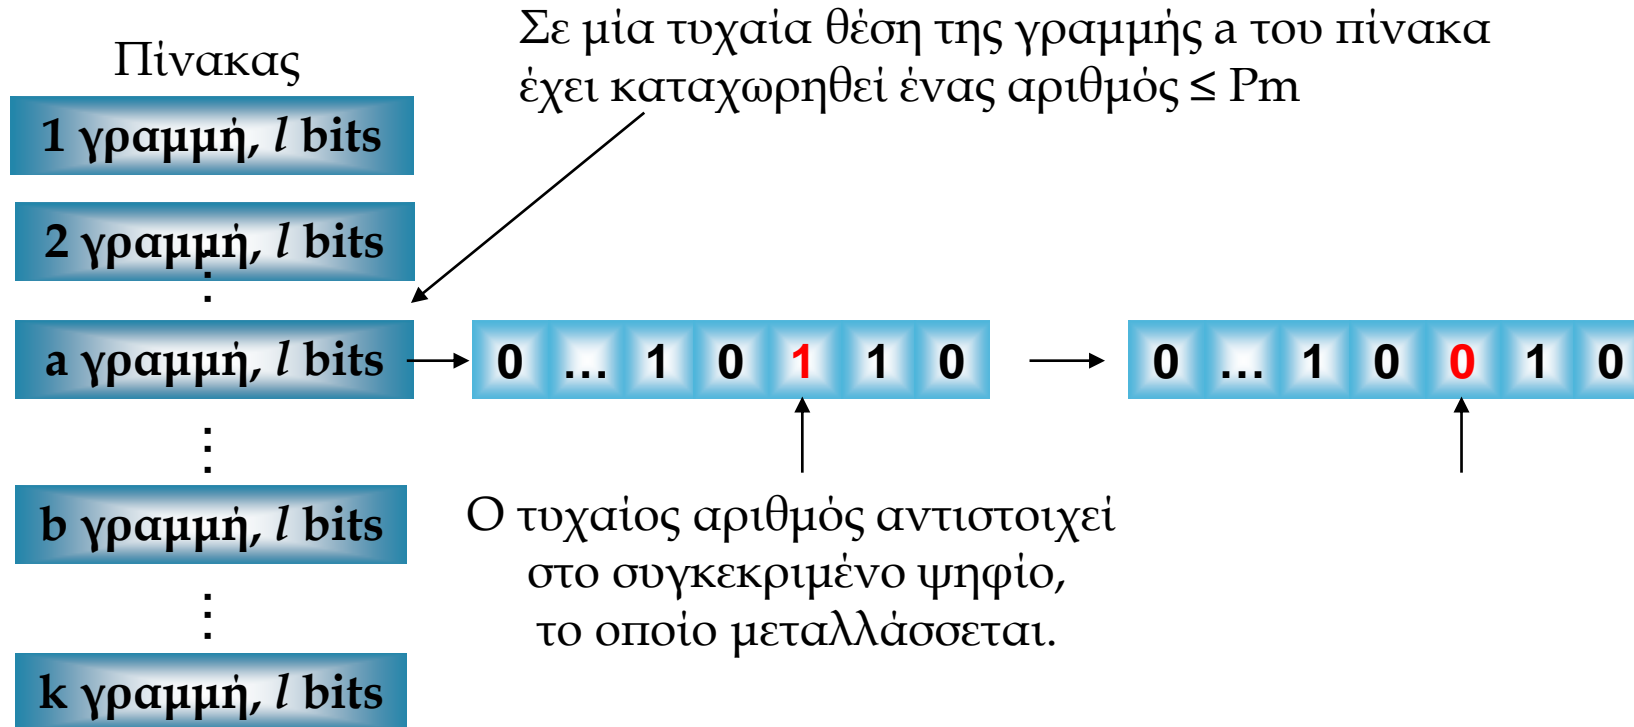 Σε μία τυχαία θέση της γραμμής a του πίνακα
έχει καταχωρηθεί ένας αριθμός ≤ Pm
Πίνακας
1 γραμμή, l bits
2 γραμμή, l bits
⋮
a γραμμή, l bits
0 ... 1 0 1 1 0
0 ... 1 0 0 1 0
⋮
b γραμμή, l bits
Ο τυχαίος αριθμός αντιστοιχεί
στο συγκεκριμένο ψηφίο,
το οποίο μεταλλάσσεται.
⋮
k γραμμή, l bits